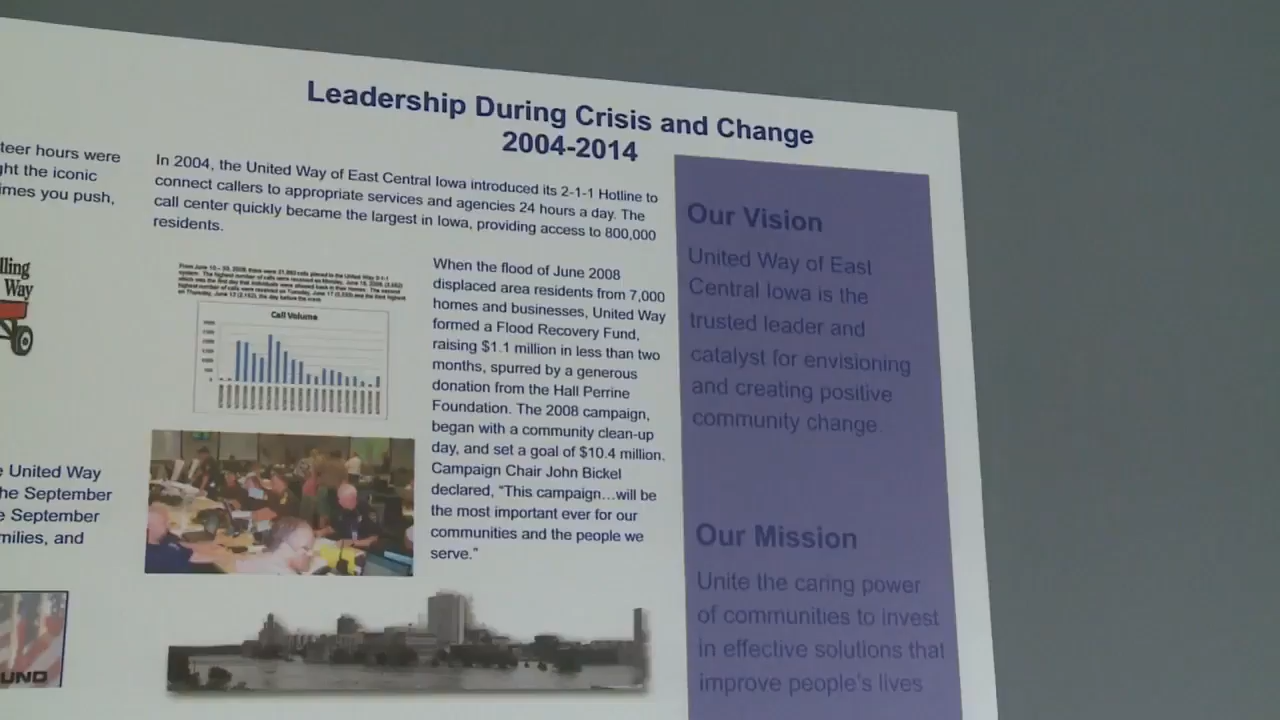 Leadership During Crisis and Change
2004-2014
teer hours were
ght the iconic
imes you push,
lling
Way
e United Way
he September
e September
milies, and
UND
In 2004, the United Way of East Central Iowa introduced its 2-1-1 Hotline to
connect callers to appropriate services and agencies 24 hours a day. The
call center quickly became the largest in Iowa, providing access to 800,000
residents.
Call Volume
When the flood of June 2008
displaced area residents from 7,000
homes and businesses, United Way
formed a Flood Recovery Fund,
raising $1.1 million in less than two
months, spurred by a generous
donation from the Hall Perrine
Foundation. The 2008 campaign,
began with a community clean-up
day, and set a goal of $10.4 million.
Campaign Chair John Bickel
declared, “This campaign…will be
the most important ever for our
communities and the people we
serve.”
Our Vision
United Way of East
Central Iowa is the
trusted leader and
catalyst for envisioning
and creating positive
community change.
Our Mission
Unite the caring power
of communities to invest
in effective solutions that
improve people's lives